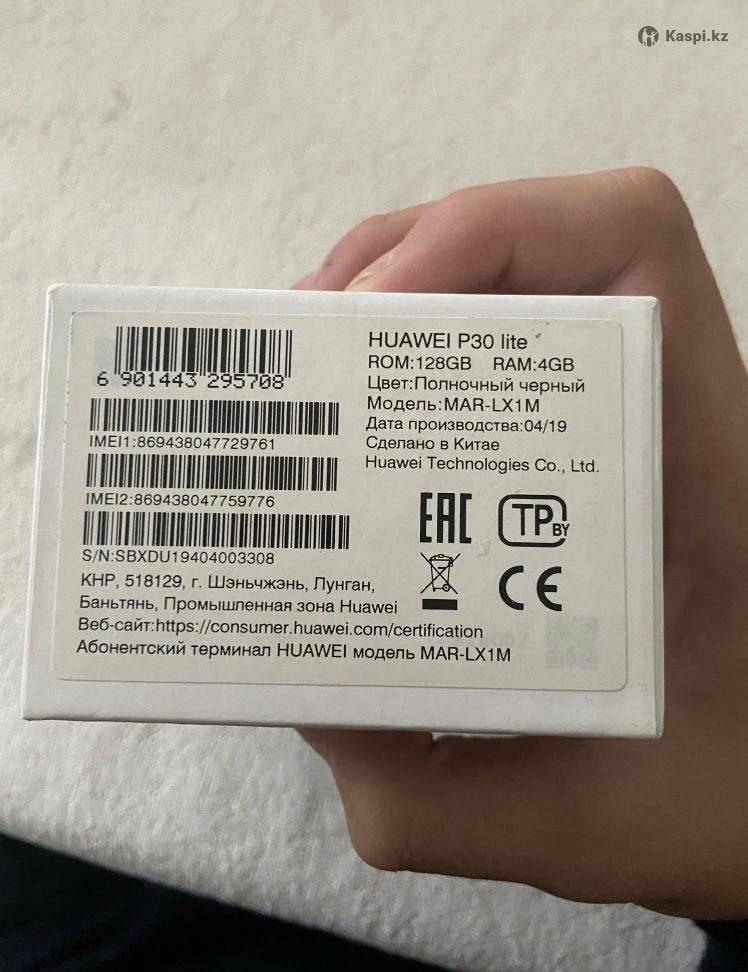 Kaspi.kz
HUAWEI P30 lite
ROM:128GB RAM:4GB
Цвет:Полночный черный
Модель:MAR-LX1M
Дата производства:04/19
Сделано в Китае
Huawei Technologies Co., Ltd.
6 901443 295708
IMEI1:869438047729761
IMEI2:869438047759776
S/N:SBXDU19404003308
EAC
TP BY
CE
КНР, 518129, г. Шэньчжэнь, Лунган,
Баньтянь, Промышленная зона Huawei
Веб-сайт:https://consumer.huawei.com/certification
Абонентский терминал HUAWEI модель MAR-LX1M